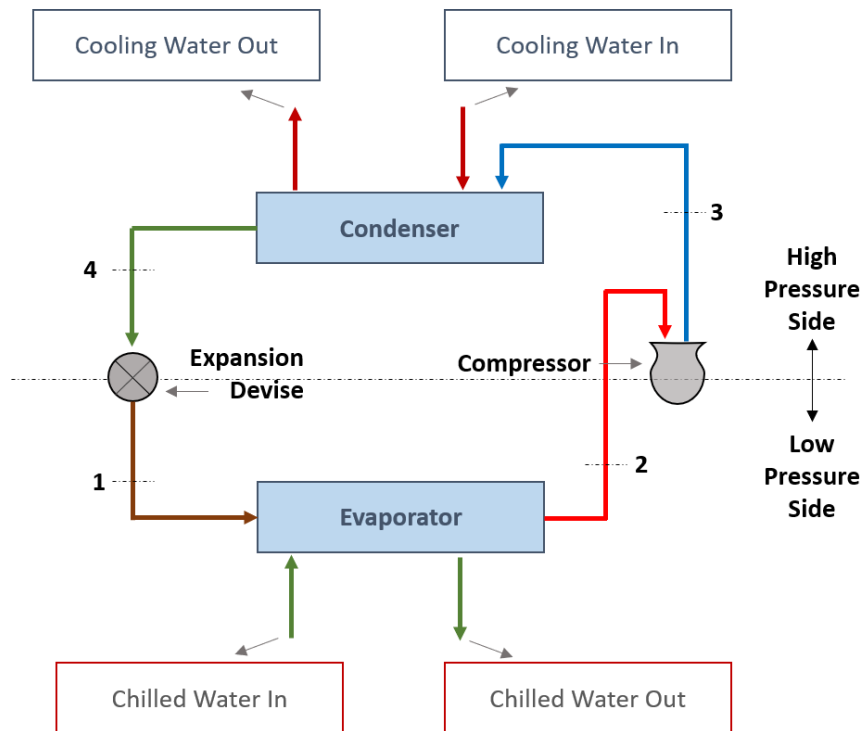 Cooling Water Out
Cooling Water In
3
Condenser
4
High
Pressure
Side
Expansion
Devise
Compressor
Low
Pressure
Side
1
2
Evaporator
Chilled Water In
Chilled Water Out